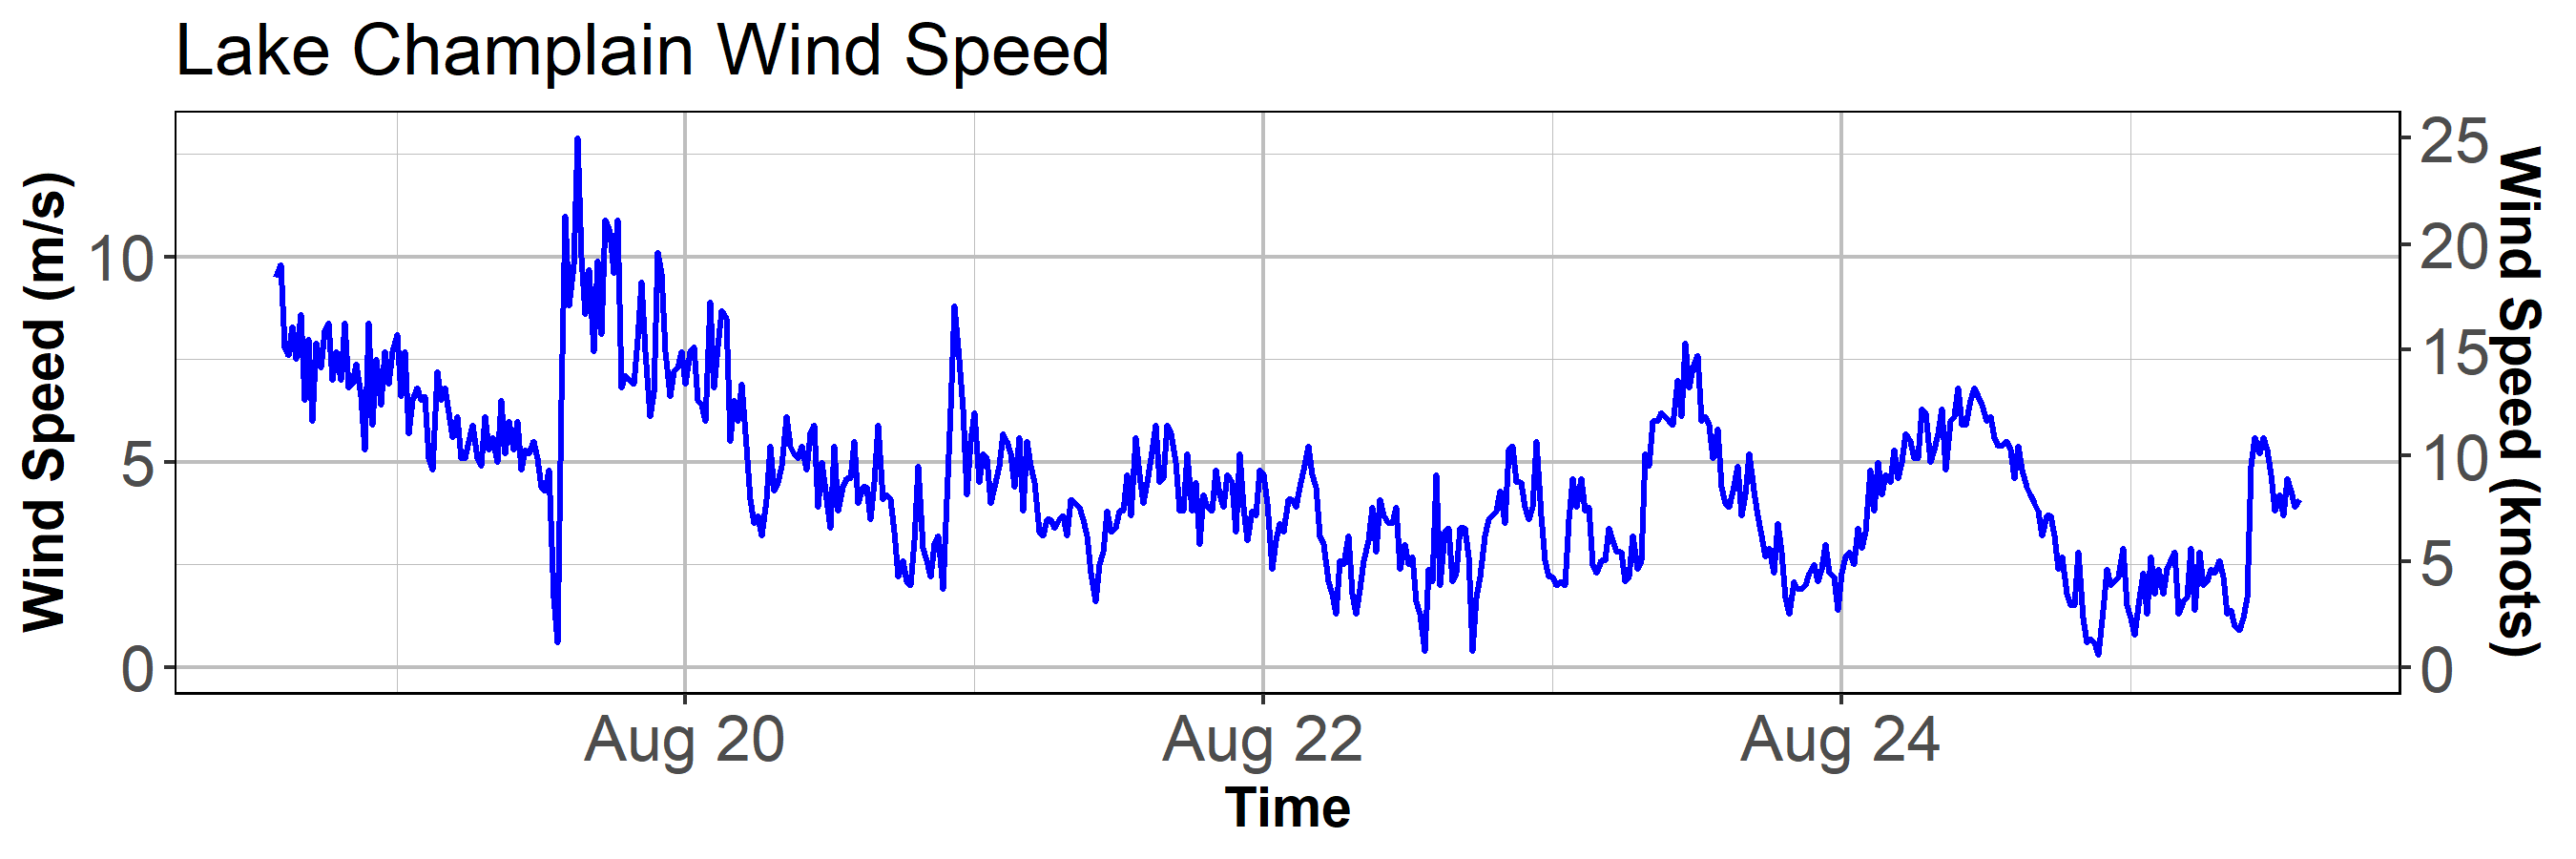 Lake Champlain Wind Speed
Wind Speed (m/s)
10
5
0
25
20
15
10
5
0
Wind Speed (knots)
Aug 20
Aug 22
Aug 24
Time